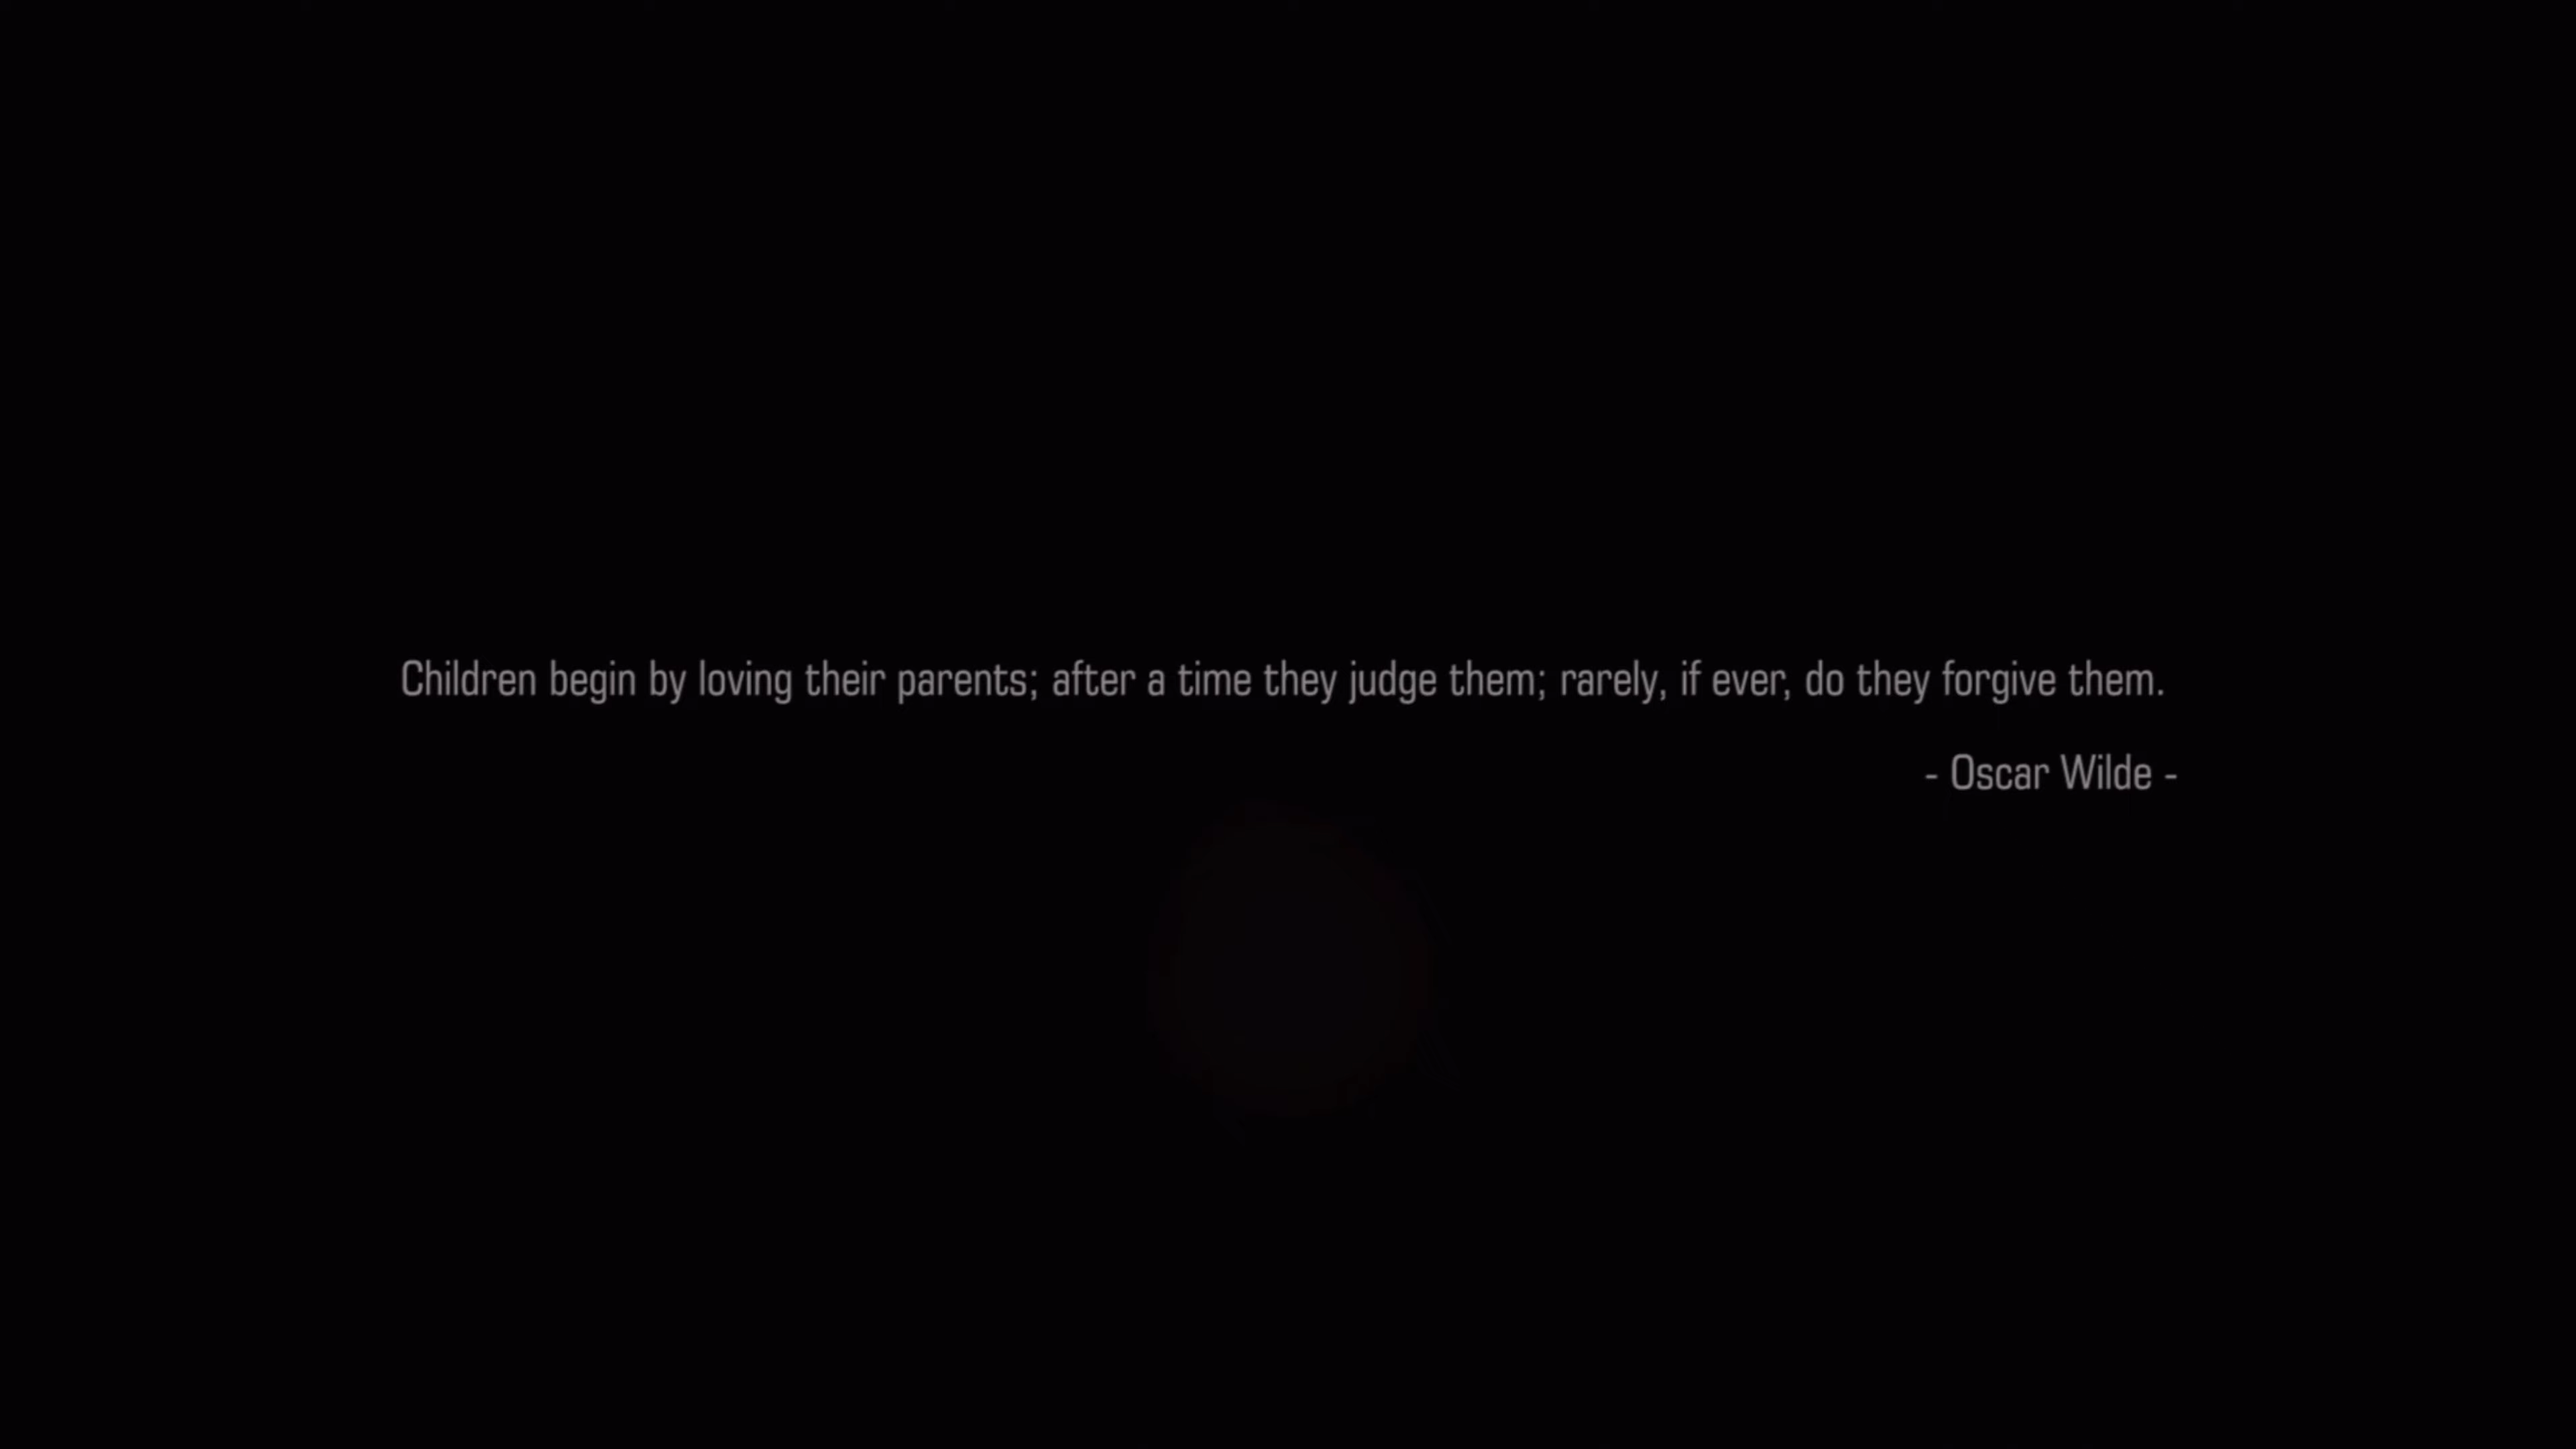 Children begin by loving their parents; after a time they judge them; rarely, if ever, do they forgive them.
- Oscar Wilde -